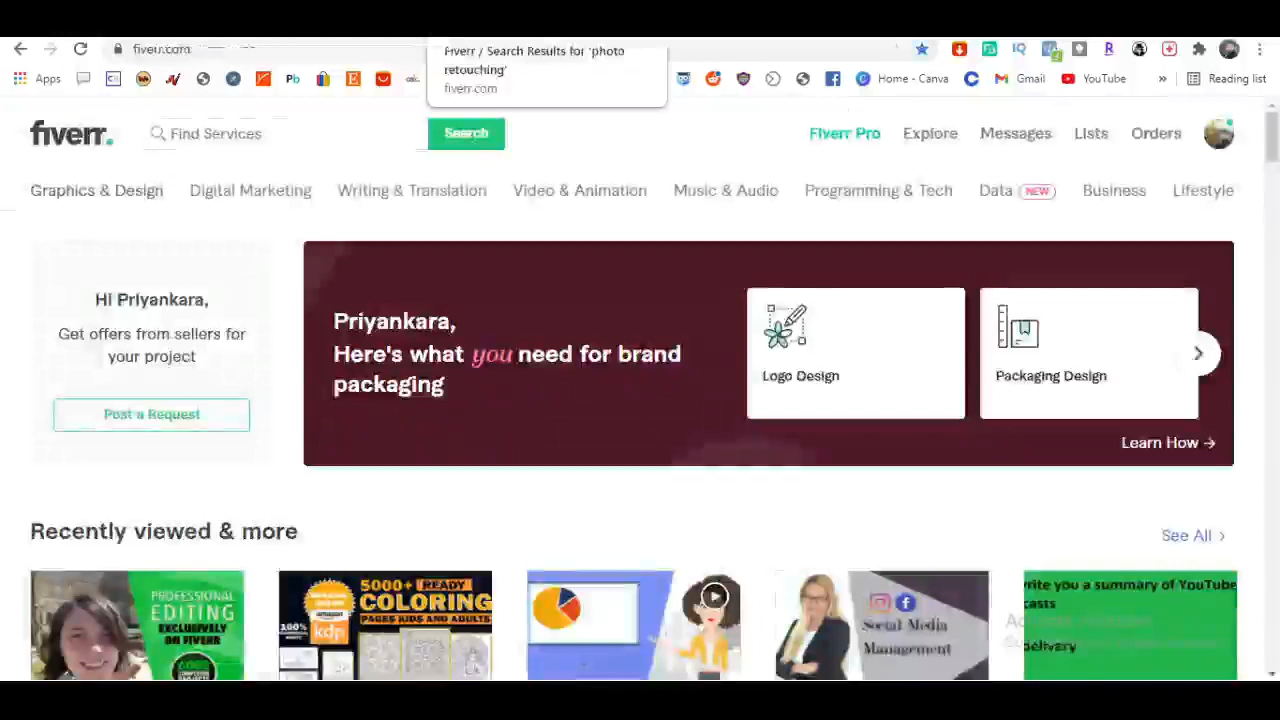 Fiverr / Search Results for 'photo
retouching'
fiverr.com
fiverr.com
Apps
Home - Canva
Gmail
YouTube
»
Reading list
fiverr.
Find Services
Search
Fiverr Pro
Explore
Messages
Lists
Orders
Graphics & Design
Digital Marketing
Writing & Translation
Video & Animation
Music & Audio
Programming & Tech
Data NEW
Business
Lifestyle
Hi Priyankara,
Get offers from sellers for
your project
Post a Request
Priyankara,
Here's what you need for brand
packaging
Logo Design
Packaging Design
Learn How →
Recently viewed & more
See All ›
PROFESSIONAL
EDITING
EXCLUSIVELY
ON FIVERR
5000+ READY
COLORING
PAGES KIDS AND ADULTS
100%
kdp
Social Media
Management
write you a summary of YouTube
casts
delivery